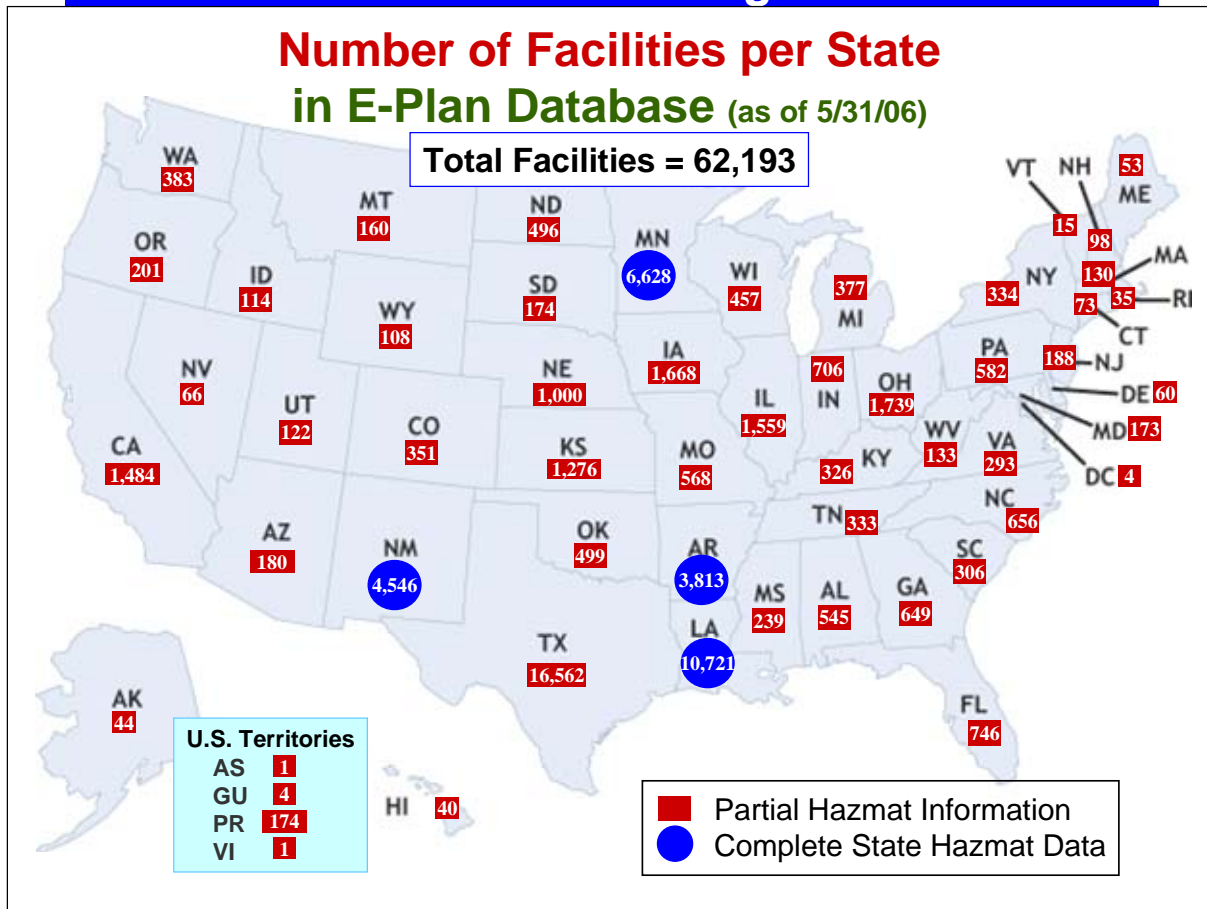 Number of Facilities per State
in E-Plan Database (as of 5/31/06)
Total Facilities = 62,193
WA
383
OR
201
ID
114
MT
160
WY
108
ND
496
SD
174
NE
1,000
MN
6,628
WI
457
377
MI
NV
66
UT
122
CO
351
KS
1,276
IA
1,668
MO
568
IL
1,559
706
IN
OH
1,739
326
KY
WV
133
VA
293
PA
582
334
NY
VT
15
NH
98
53
ME
130
MA
35
RI
73
CT
188
NJ
DE
60
MD
173
DC
4
CA
1,484
AZ
180
NM
4,546
OK
499
TX
16,562
AR
3,813
LA
10,721
MS
239
AL
545
GA
649
TN
333
NC
656
SC
306
FL
746
AK
44
HI
40
U.S. Territories
AS 1
GU 4
PR 174
VI 1
Partial Hazmat Information
Complete State Hazmat Data